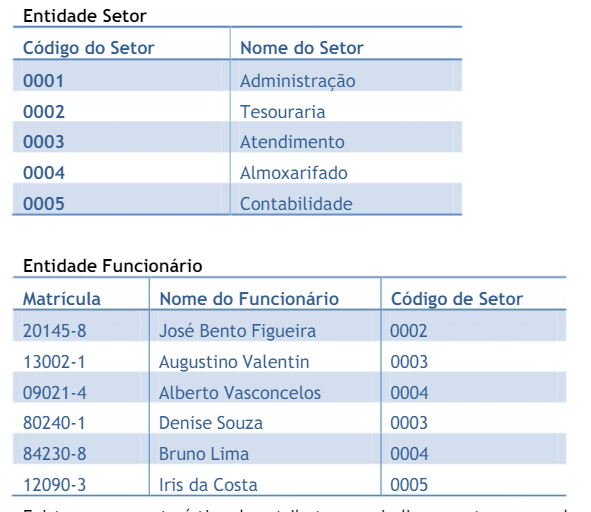 Entidade Setor
Código do Setor Nome do Setor
0001 Administração
0002 Tesouraria
0003 Atendimento
0004 Almoxarifado
0005 Contabilidade
Entidade Funcionário
Matrícula Nome do Funcionário Código de Setor
20145-8 José Bento Figueira 0002
13002-1 Augustino Valentin 0003
09021-4 Alberto Vasconcelos 0004
80240-1 Denise Souza 0003
84230-8 Bruno Lima 0004
12090-3 Iris da Costa 0005